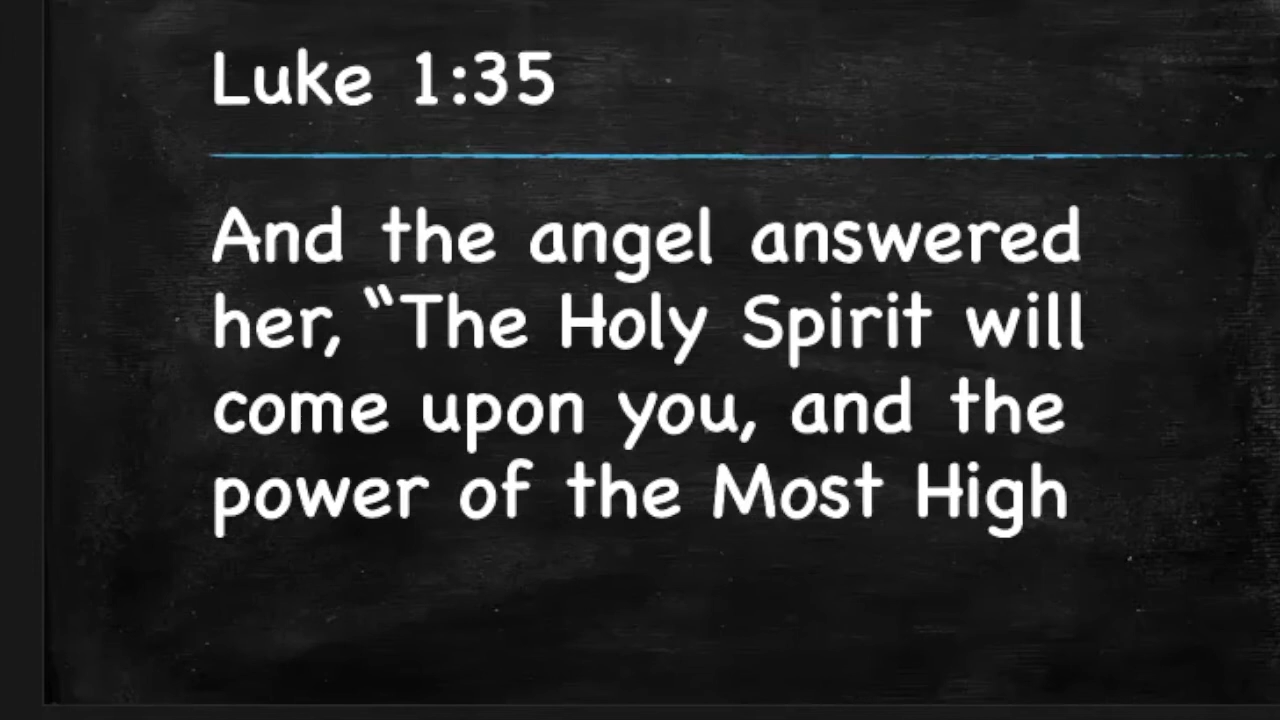 Luke 1:35
And the angel answered
her, “The Holy Spirit will
come upon you, and the
power of the Most High